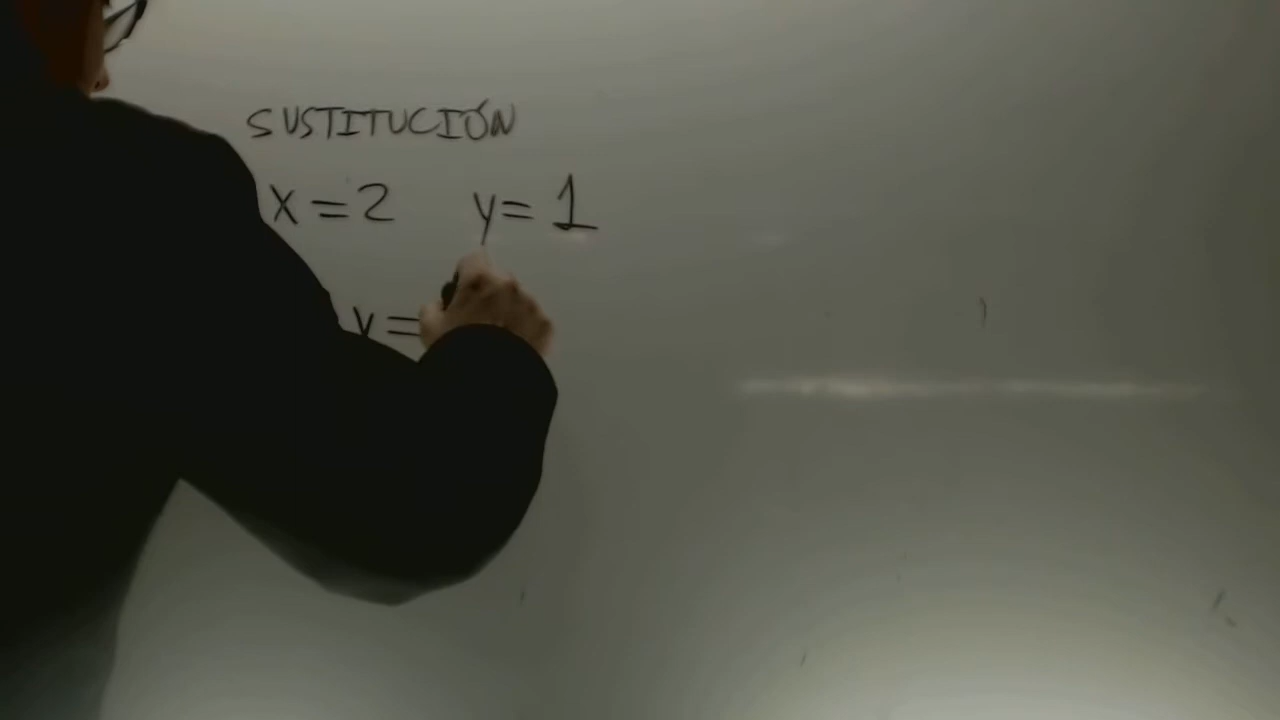 SUSTITUCIÓN
x = 2 y = 1
y =